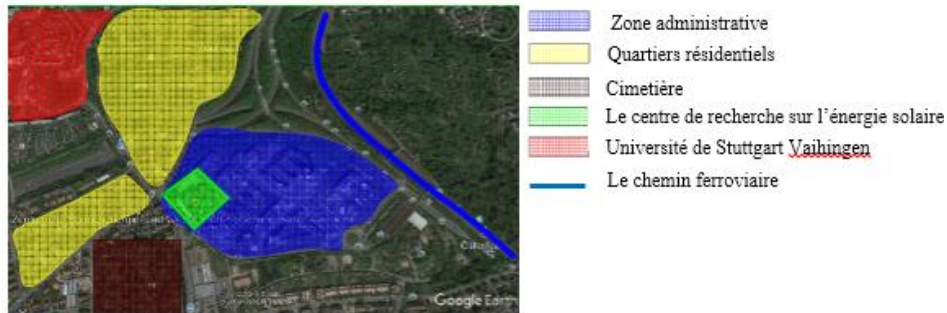 Zone administrative
Quartiers résidentiels
Cimetière
Le centre de recherche sur l'énergie solaire
Université de Stuttgart Vaihingen
Le chemin ferroviaire
Google Earth